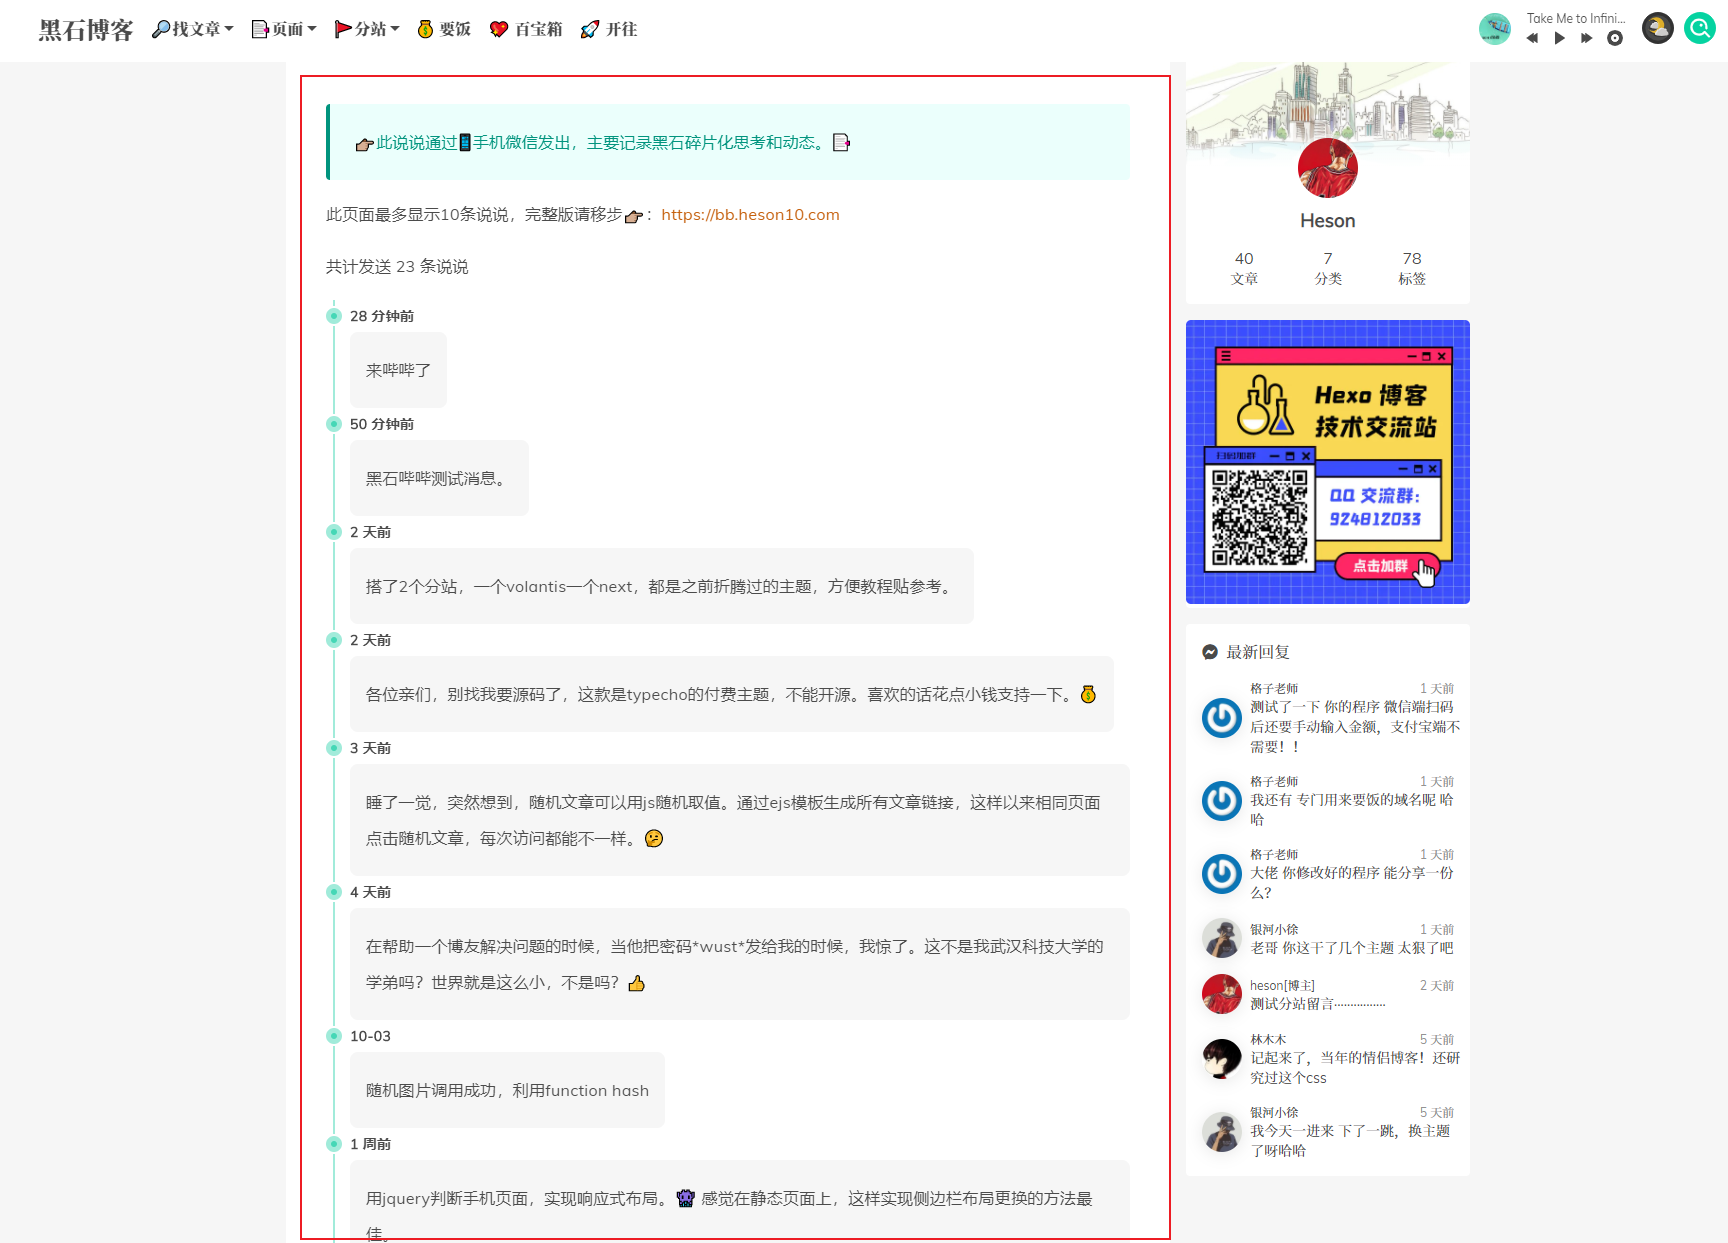 黑石博客
找文章
页面
分站
要饭
百宝箱
开往
Take Me to Infini...
此说说通过手机微信发出，主要记录黑石碎片化思考和动态。
此页面最多显示10条说说，完整版请移步：https://bb.heson10.com
共计发送 23 条说说
28 分钟前
来哔哔了
50 分钟前
黑石哔哔测试消息。
2 天前
搭了2个分站，一个volantis一个next，都是之前折腾过的主题，方便教程贴参考。
2 天前
各位亲们，别找我要源码了，这款是typecho的付费主题，不能开源。喜欢的话花点小钱支持一下。
3 天前
睡了一觉，突然想到，随机文章可以用js随机取值。通过ejs模板生成所有文章链接，这样以来相同页面
点击随机文章，每次访问都能不一样。
4 天前
在帮助一个博友解决问题的时候，当他把密码*wust*发给我的时候，我惊了。这不是我武汉科技大学的
学弟吗？世界就是这么小，不是吗？
10-03
随机图片调用成功，利用function hash
1 周前
用jquery判断手机页面，实现响应式布局。 感觉在静态页面上，这样实现侧边栏布局更换的方法最
佳。
Heson
40 7 78
文章 分类 标签
Hexo 博客
技术交流站
扫码加群
QQ 交流群：
924812033
点击加群
最新回复
格子老师 1 天前
测试了一下 你的程序 微信端扫码
后还要手动输入金额，支付宝端不
需要！！
格子老师 1 天前
我还有 专门用来要饭的域名呢 哈
哈
格子老师 1 天前
大佬 你修改好的程序 能分享一份
么？
银河小徐 1 天前
老哥 你这干了几个主题 太狠了吧
heson[博主] 2 天前
测试分站留言················
林木木 5 天前
记起来了，当年的情侣博客！还研
究过这个css
银河小徐 5 天前
我今天一进来 下了一跳，换主题
了呀哈哈